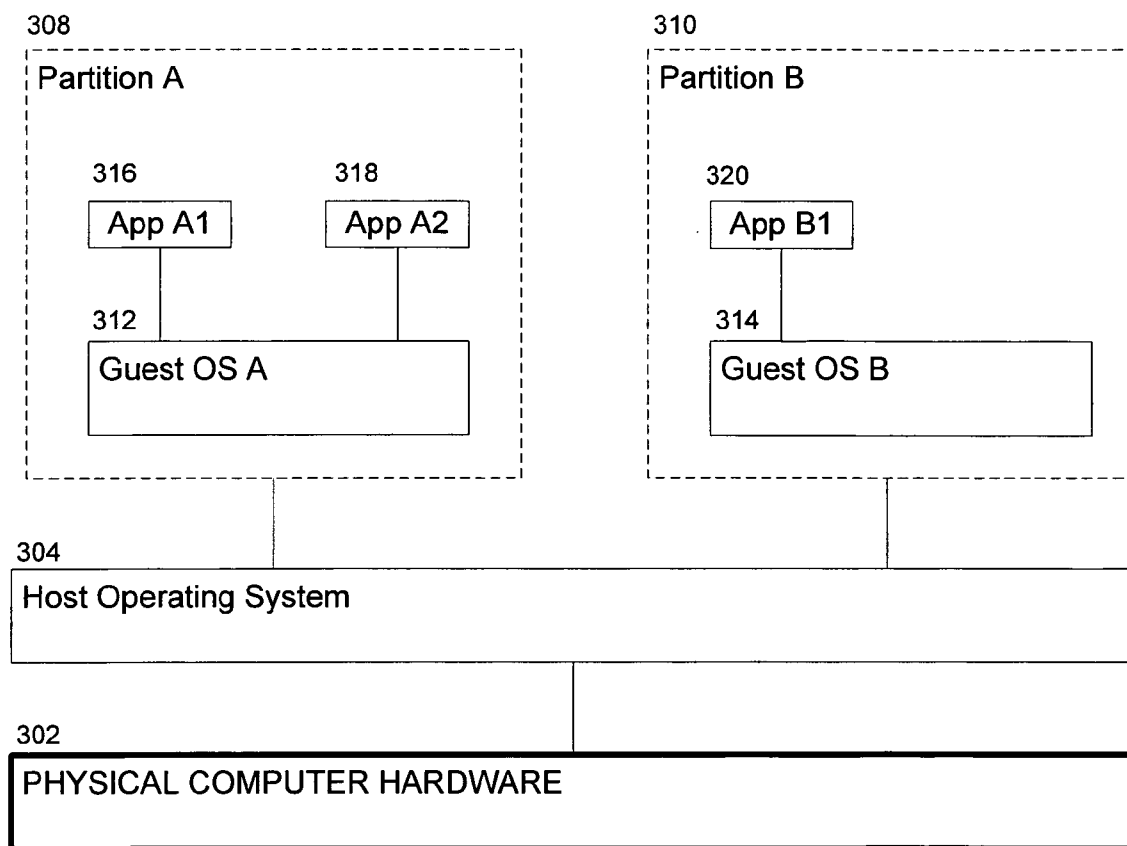 308
310
Partition A
Partition B
316
318
320
App A1
App A2
App B1
312
314
Guest OS A
Guest OS B
304
Host Operating System
302
PHYSICAL COMPUTER HARDWARE